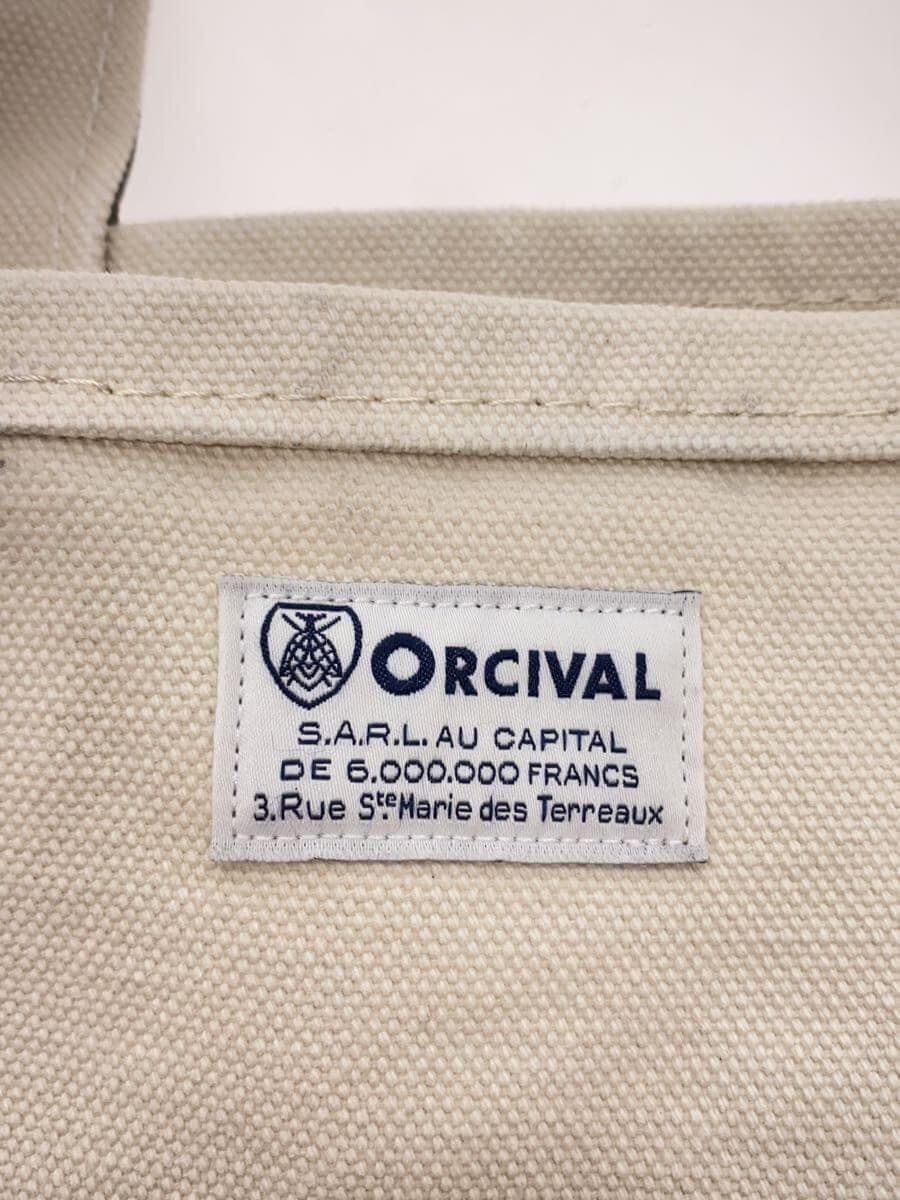 ORCIVAL
S.A.R.L. AU CAPITAL
DE 6.000.000 FRANCS
3.Rue Ste Marie des Terreaux